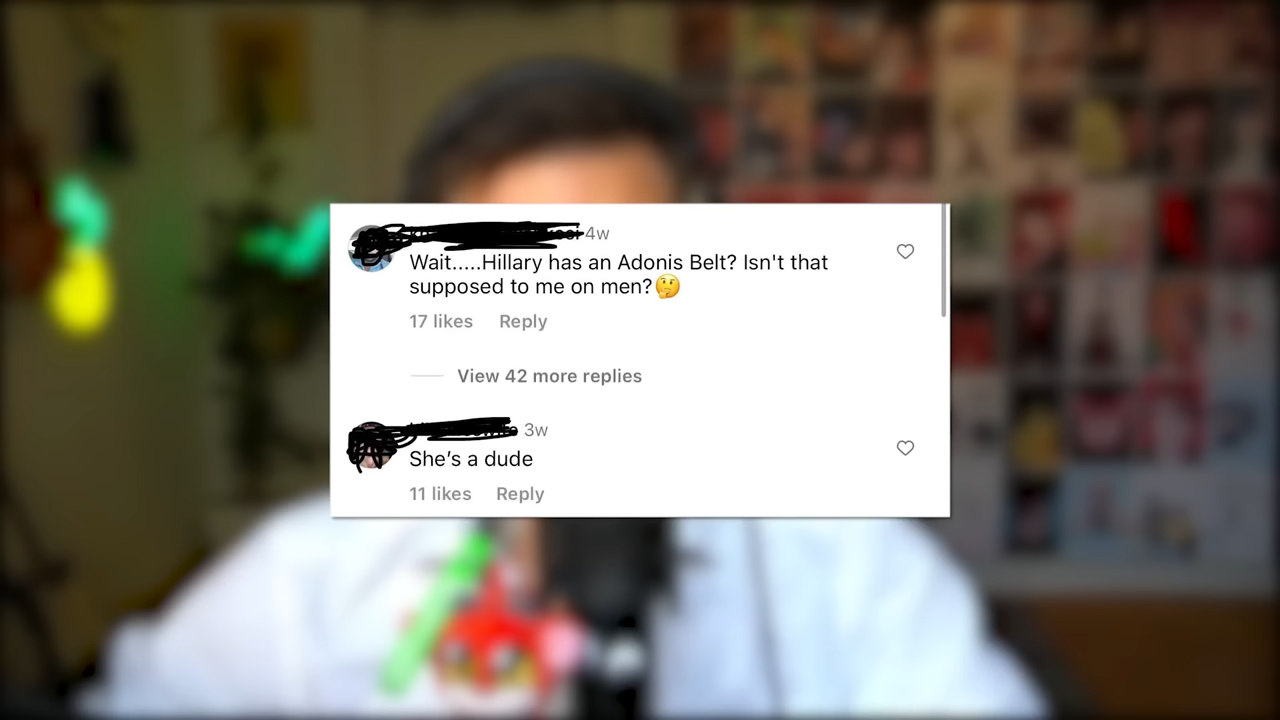 4w
Wait.....Hillary has an Adonis Belt? Isn't that
supposed to me on men?🤔
17 likes Reply
View 42 more replies
3w
She's a dude
11 likes Reply